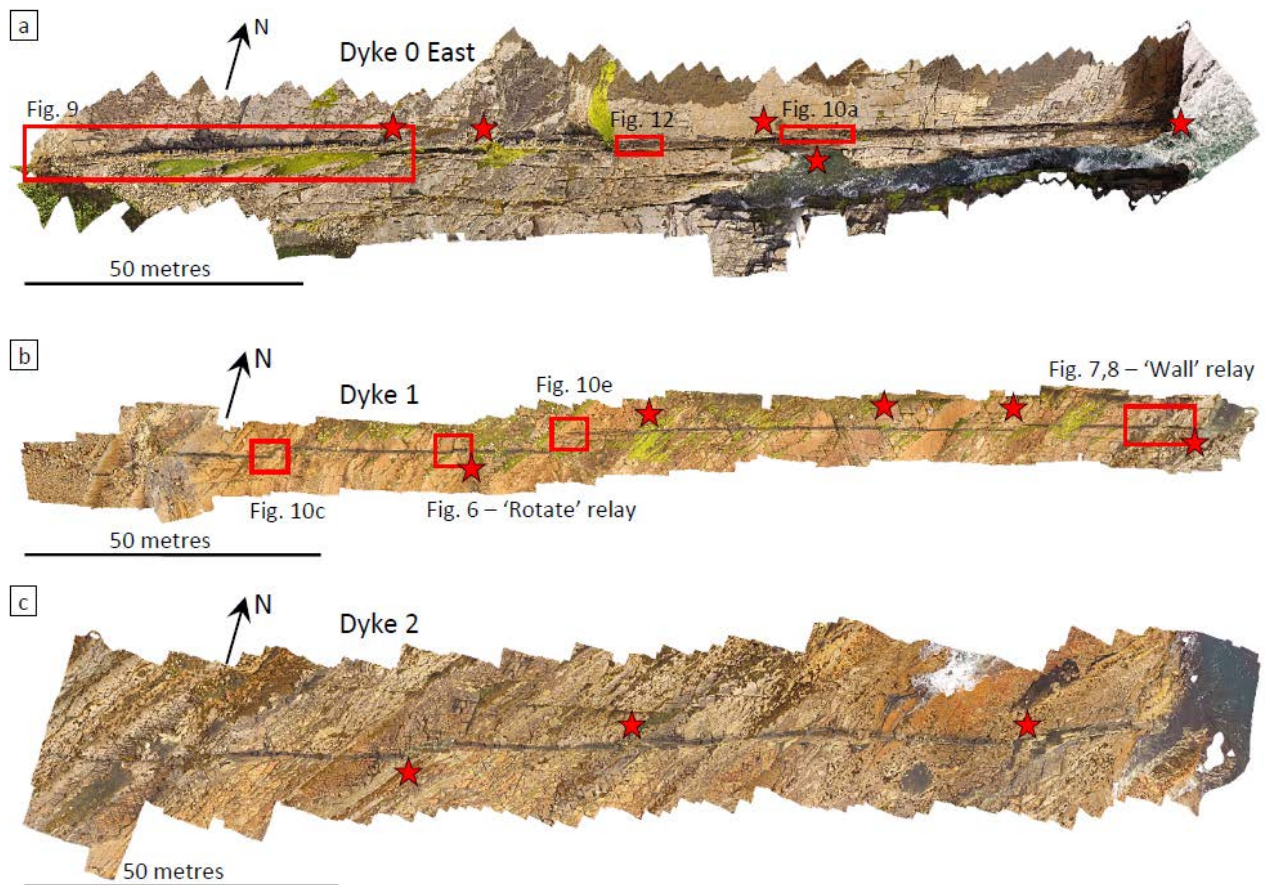 a
N
Dyke 0 East
Fig. 9
Fig. 12
Fig. 10a
50 metres
b
N
Dyke 1
Fig. 10e
Fig. 7,8 – ‘Wall’ relay
Fig. 10c
Fig. 6 – ‘Rotate’ relay
50 metres
c
N
Dyke 2
50 metres